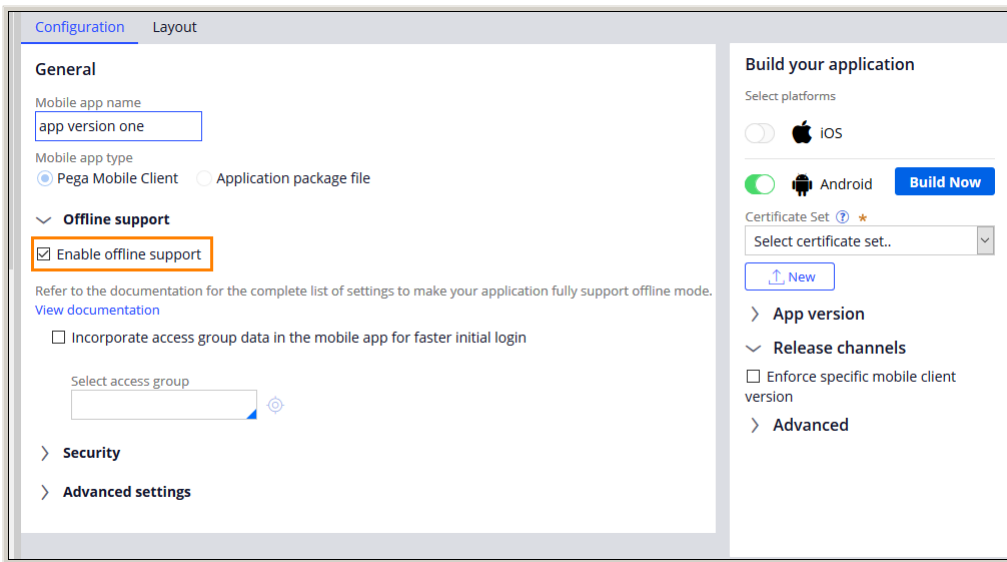 Configuration Layout
General
Mobile app name
app version one
Mobile app type
Pega Mobile Client Application package file
Offline support
Enable offline support
Refer to the documentation for the complete list of settings to make your application fully support offline mode.
View documentation
Incorporate access group data in the mobile app for faster initial login
Select access group
Security
Advanced settings
Build your application
Select platforms
iOS
Android Build Now
Certificate Set ? *
Select certificate set..
New
App version
Release channels
Enforce specific mobile client
version
Advanced